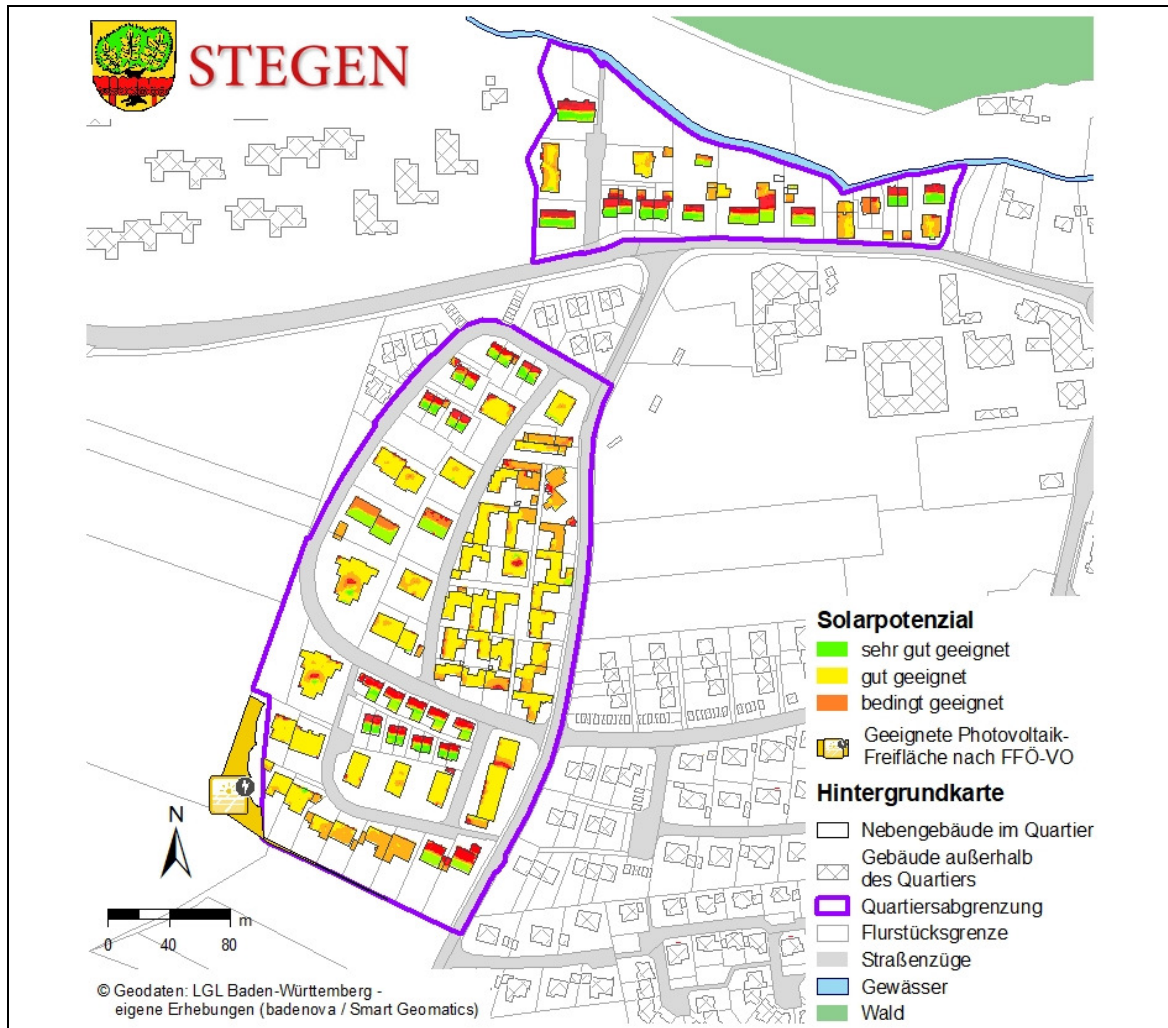 STEGEN
Solarpotenzial
sehr gut geeignet
gut geeignet
bedingt geeignet
Geeignete Photovoltaik-
Freifläche nach FFÖ-VO
Hintergrundkarte
Nebengebäude im Quartier
Gebäude außerhalb
des Quartiers
Quartiersabgrenzung
Flurstücksgrenze
Straßenzüge
Gewässer
Wald
N
m
0 40 80
© Geodaten: LGL Baden-Württemberg -
eigene Erhebungen (badenova / Smart Geomatics)